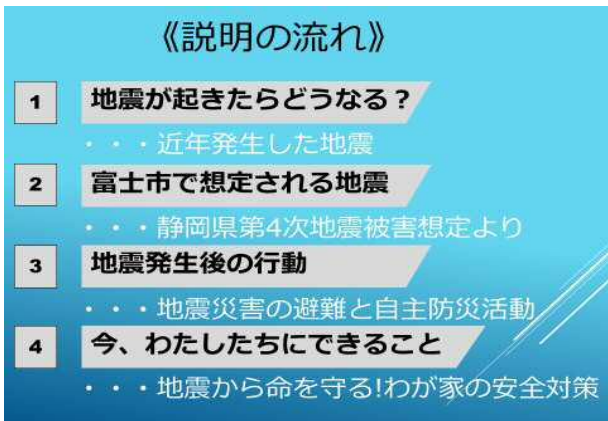 《説明の流れ》
1 地震が起きたらどうなる？
・・・近年発生した地震
2 富士市で想定される地震
・・・静岡県第4次地震被害想定より
3 地震発生後の行動
・・・地震災害の避難と自主防災活動
4 今、わたしたちにできること
・・・地震から命を守る!わが家の安全対策